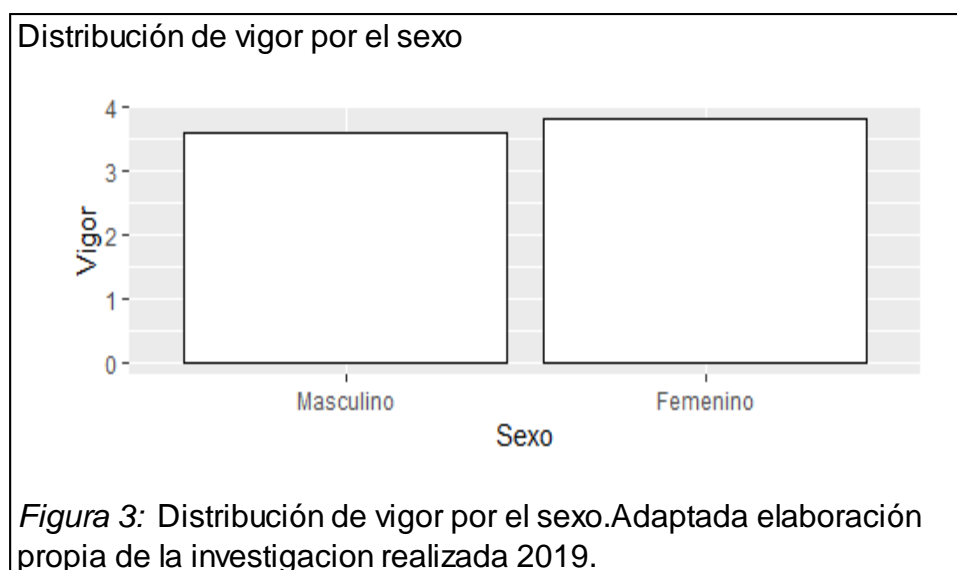 Distribución de vigor por el sexo
4
3
2
1
0
Vigor
Masculino Femenino
Sexo
Figura 3: Distribución de vigor por el sexo.Adaptada elaboración
propia de la investigacion realizada 2019.